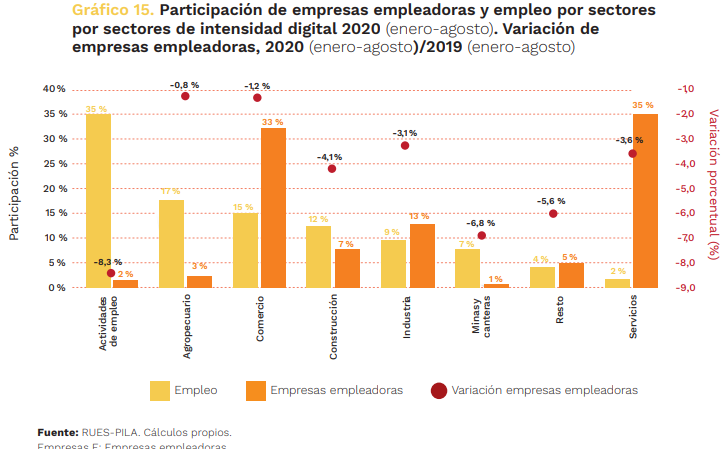 Gráfico 15. Participación de empresas empleadoras y empleo por sectores
por sectores de intensidad digital 2020 (enero-agosto). Variación de
empresas empleadoras, 2020 (enero-agosto)/2019 (enero-agosto)
Participación %
40 %
35 %
30 %
25 %
20 %
15 %
10 %
5 %
0 %
35 %
-8,3 %
2 %
-0,8 %
17 %
3 %
-1,2 %
15 %
33 %
-4,1%
12 %
7 %
-3,1%
9 %
13 %
-6,8 %
7 %
1 %
-5,6 %
4 %
5 %
-3,6 %
2 %
35 %
-1,0
-2,0
-3,0
-4,0
-5,0
-6,0
-7,0
-8,0
-9,0
Variación porcentual (%)
Actividades
de empleo
Agropecuario
Comercio
Construcción
Industria
Minas y
canteras
Resto
Servicios
Empleo
Empresas empleadoras
Variación empresas empleadoras
Fuente: RUES-PILA. Cálculos propios.
Empresas E: Empresas empleadoras